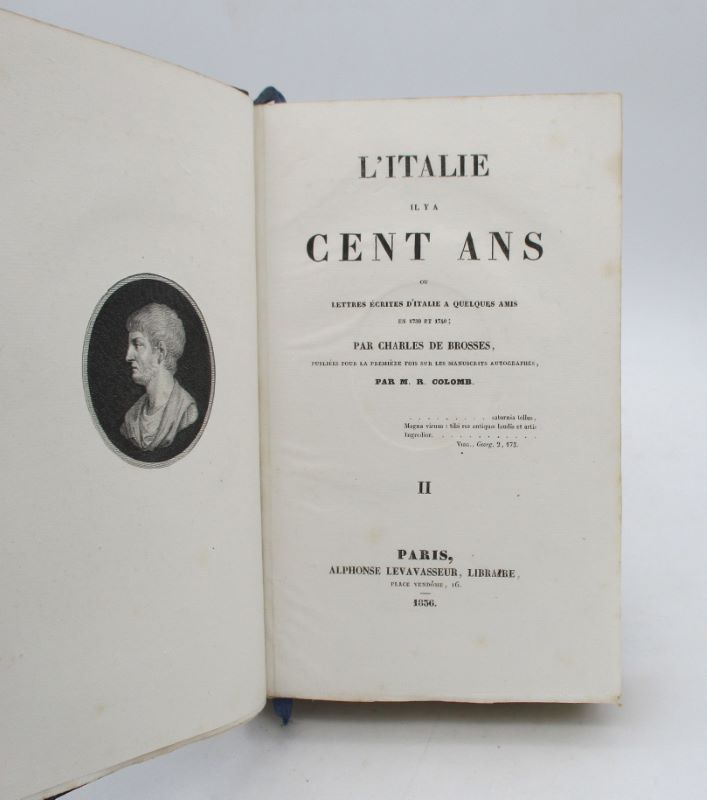 L'ITALIE
IL Y A
CENT ANS
OU
LETTRES ÉCRITES D'ITALIE A QUELQUES AMIS
EN 1739 ET 1740;
PAR CHARLES DE BROSSES,
PUBLIÉES POUR LA PREMIÈRE FOIS SUR LES MANUSCRITS AUTOGRAPHES,
PAR M. R. COLOMB.
. . . . . . . . . saturnia tellus,
Magna virum : tibi res antiquæ laudis et artis
Ingredior. . . . . . . . . . . .
VIRG., Georg. 2, 173.
II
PARIS,
ALPHONSE LEVAVASSEUR, LIBRAIRE,
PLACE VENDÔME, 16.
1836.